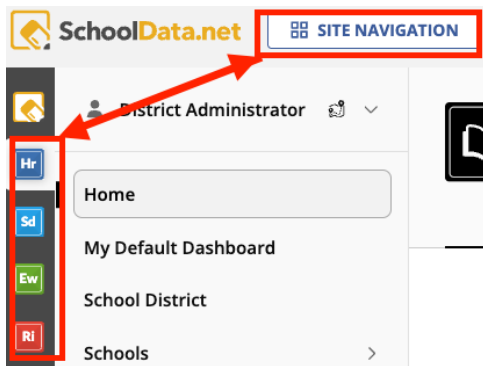 SchoolData.net
SITE NAVIGATION
District Administrator
Hr
Home
Sd
My Default Dashboard
Ew
School District
Ri
Schools